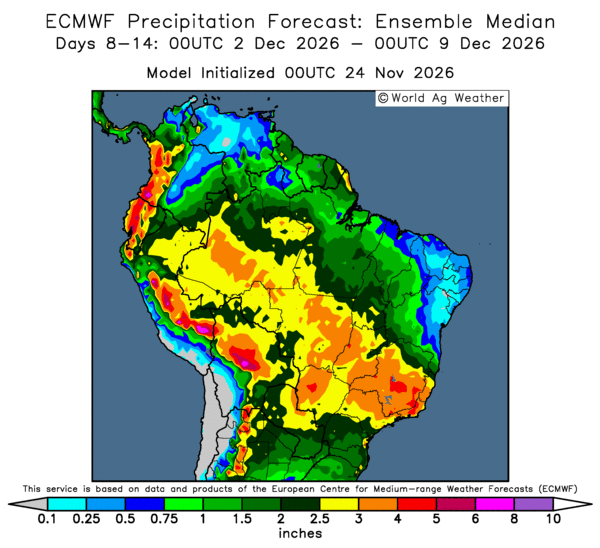 ECMWF Precipitation Forecast: Ensemble Median
Days 8–14: 00UTC 2 Dec 2026 – 00UTC 9 Dec 2026
Model Initialized 00UTC 24 Nov 2026
© World Ag Weather
This service is based on data and products of the European Centre for Medium-range Weather Forecasts (ECMWF)
0.1 0.25 0.5 0.75 1 1.5 2 2.5 3 4 5 6 8 10
inches